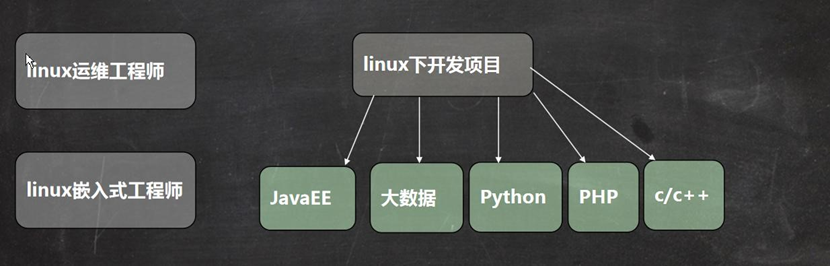 linux运维工程师
linux下开发项目
linux嵌入式工程师
JavaEE
大数据
Python
PHP
c/c++